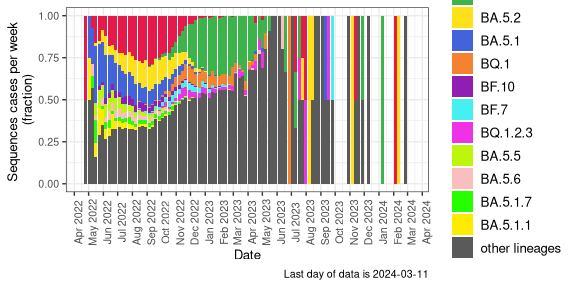 Sequences cases per week
(fraction)
1.00
0.75
0.50
0.25
0.00
Apr 2022
May 2022
Jun 2022
Jul 2022
Aug 2022
Sep 2022
Oct 2022
Nov 2022
Dec 2022
Jan 2023
Feb 2023
Mar 2023
Apr 2023
May 2023
Jun 2023
Jul 2023
Aug 2023
Sep 2023
Oct 2023
Nov 2023
Dec 2023
Jan 2024
Feb 2024
Mar 2024
Apr 2024
Date
BA.5.2
BA.5.1
BQ.1
BF.10
BF.7
BQ.1.2.3
BA.5.5
BA.5.6
BA.5.1.7
BA.5.1.1
other lineages
Last day of data is 2024-03-11